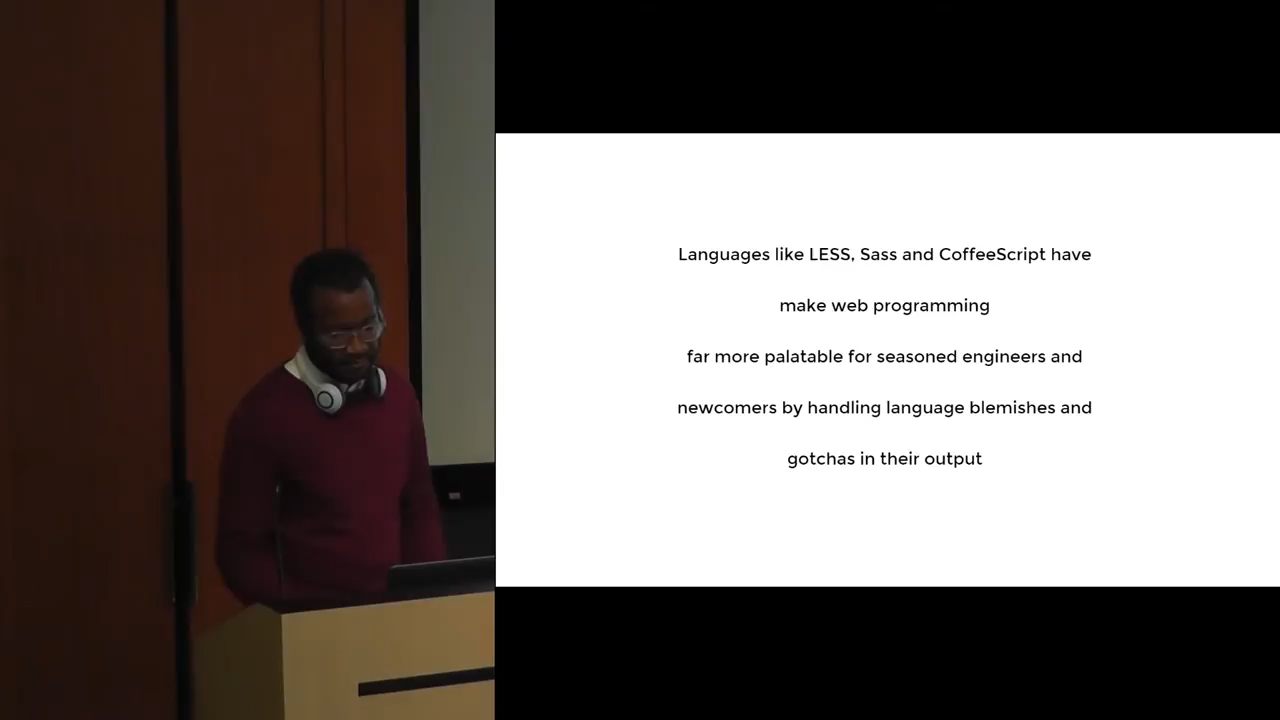 Languages like LESS, Sass and CoffeeScript have
make web programming
far more palatable for seasoned engineers and
newcomers by handling language blemishes and
gotchas in their output